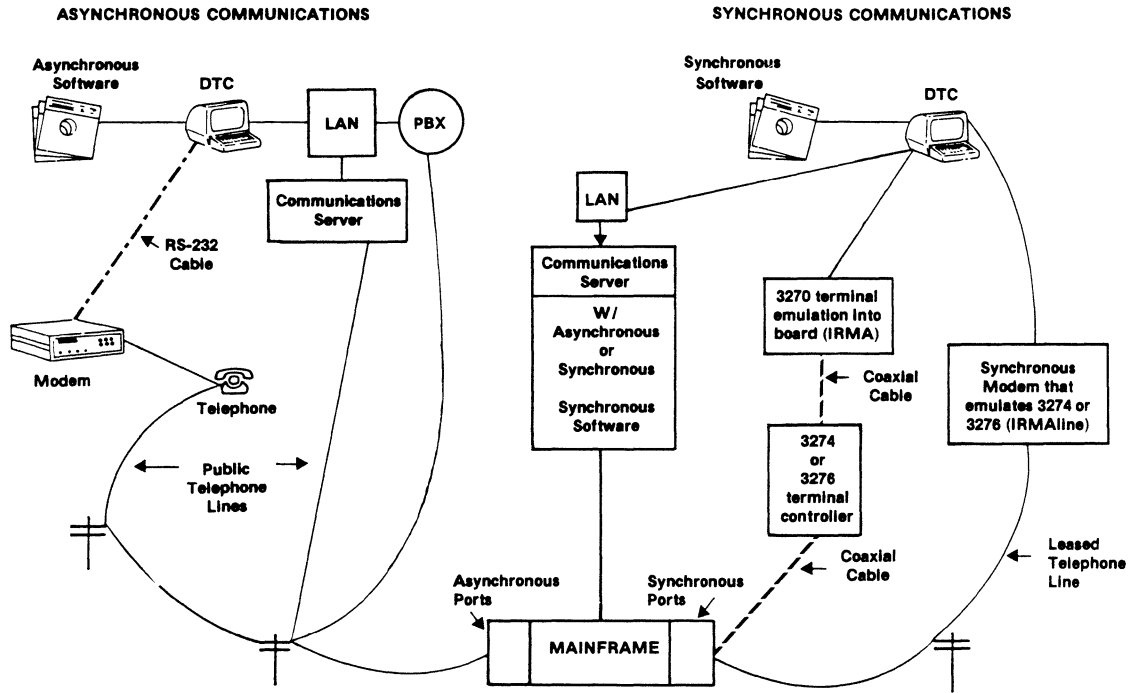 ASYNCHRONOUS COMMUNICATIONS
Asynchronous
Software
DTC
LAN
PBX
Communications
Server
RS-232
Cable
Modem
Telephone
Public
Telephone
Lines
SYNCHRONOUS COMMUNICATIONS
Synchronous
Software
DTC
LAN
Communications
Server
W/
Asynchronous
or
Synchronous
Synchronous
Software
3270 terminal
emulation into
board (IRMA)
Coaxial
Cable
3274
or
3276
terminal
controller
Coaxial
Cable
Synchronous
Modem that
emulates 3274 or
3276 (IRMAline)
Leased
Telephone
Line
Asynchronous
Ports
Synchronous
Ports
MAINFRAME